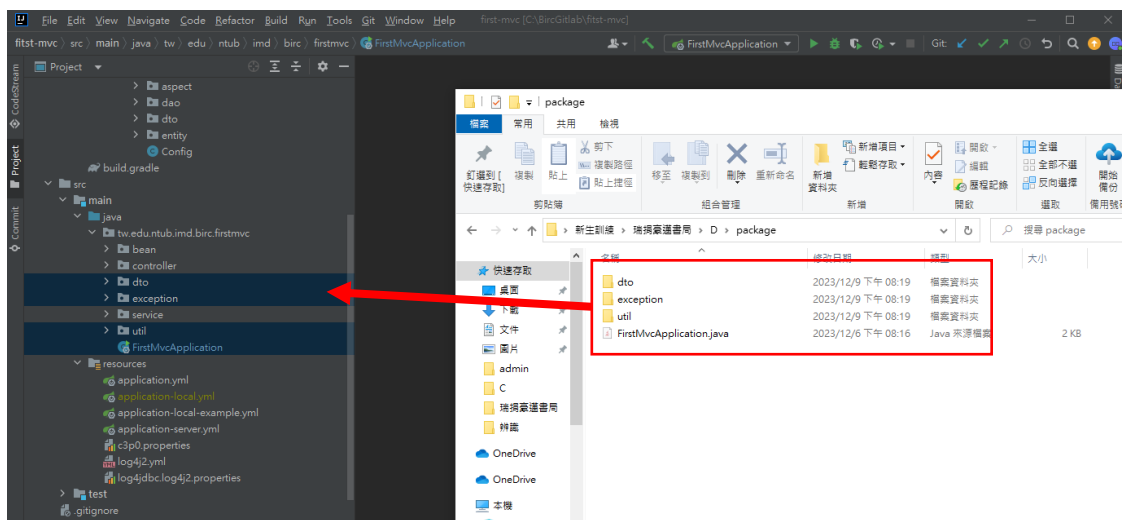 File Edit View Navigate Code Refactor Build Run Tools Git Window Help first-mvc [C:\BircGitlab\fitst-mvc]
fitst-mvc src main java tw edu ntub imd birc firstmvc FirstMvcApplication FirstMvcApplication Git:
CodeStream
Project
Commit
Project
aspect
dao
dto
entity
Config
build.gradle
src
main
java
tw.edu.ntub.imd.birc.firstmvc
bean
controller
dto
exception
service
util
FirstMvcApplication
resources
application.yml
application-local.yml
application-local-example.yml
application-server.yml
c3p0.properties
log4j2.yml
log4jdbc.log4j2.properties
test
.gitignore
package
檔案 常用 共用 檢視
釘選到 [
快速存取]
複製
貼上
剪下
複製路徑
貼上捷徑
剪貼簿
移至 複製到 刪除 重新命名
組合管理
新增
資料夾
新增項目
輕鬆存取
新增
內容
開啟
編輯
歷程記錄
開啟
全選
全部不選
反向選擇
選取
開始
備份
新生訓練 瑞揚豪邁書局 D package
搜尋 package
名稱 修改日期 類型 大小
dto 2023/12/9 下午 08:19 檔案資料夾
exception 2023/12/9 下午 08:19 檔案資料夾
util 2023/12/9 下午 08:19 檔案資料夾
FirstMvcApplication.java 2023/12/6 下午 08:16 Java 來源檔案 2 KB
快速存取
桌面
下載
文件
圖片
admin
C
瑞揚豪邁書局
辨識
OneDrive
OneDrive
本機